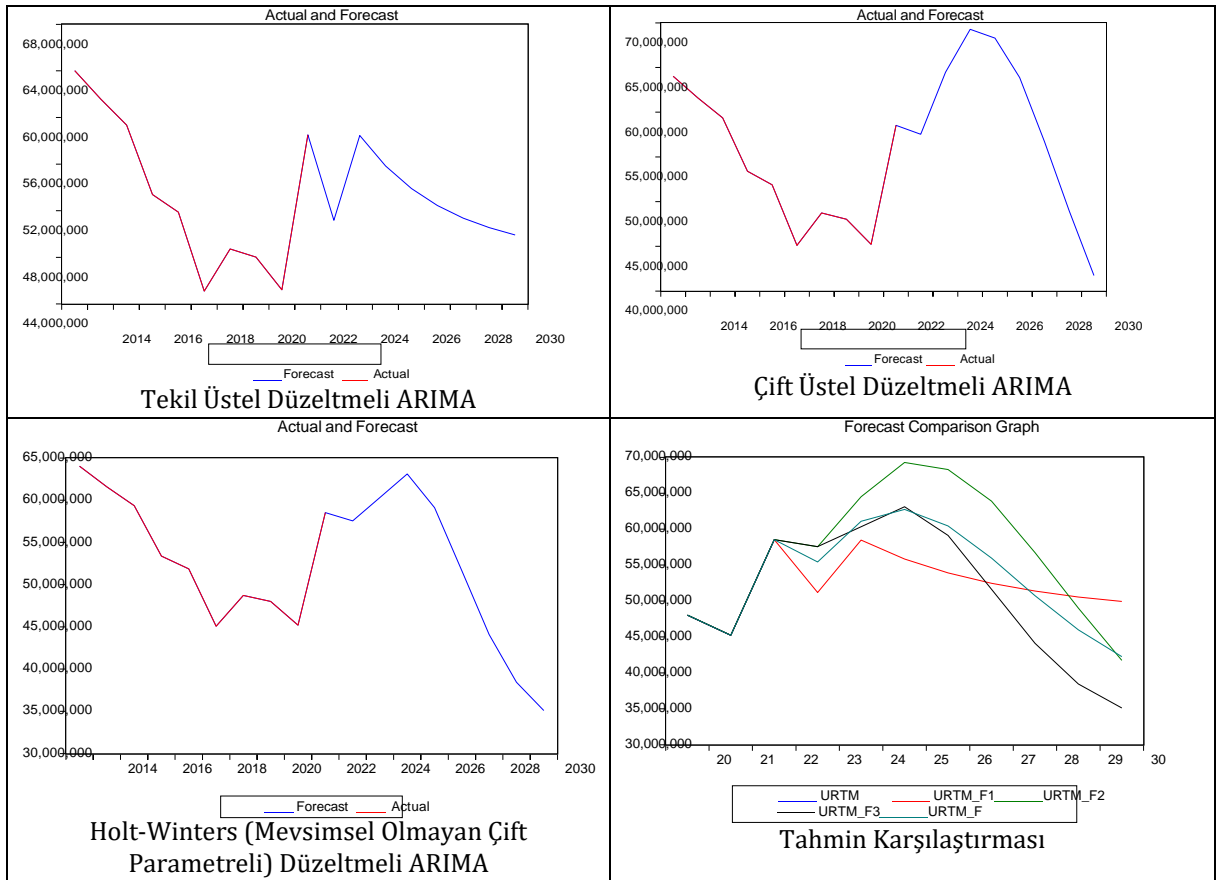 Actual and Forecast
68,000,000
64,000,000
60,000,000
56,000,000
52,000,000
48,000,000
44,000,000
2014 2016 2018 2020 2022 2024 2026 2028 2030
Forecast Actual
Tekil Üstel Düzeltmeli ARIMA
Actual and Forecast
70,000,000
65,000,000
60,000,000
55,000,000
50,000,000
45,000,000
40,000,000
2014 2016 2018 2020 2022 2024 2026 2028 2030
Forecast Actual
Çift Üstel Düzeltmeli ARIMA
Actual and Forecast
65,000,000
60,000,000
55,000,000
50,000,000
45,000,000
40,000,000
35,000,000
30,000,000
2014 2016 2018 2020 2022 2024 2026 2028 2030
Forecast Actual
Holt-Winters (Mevsimsel Olmayan Çift
Parametreli) Düzeltmeli ARIMA
Forecast Comparison Graph
70,000,000
65,000,000
60,000,000
55,000,000
50,000,000
45,000,000
40,000,000
35,000,000
30,000,000
20 21 22 23 24 25 26 27 28 29 30
URTM URTM_F1 URTM_F2
URTM_F3 URTM_F
Tahmin Karşılaştırması